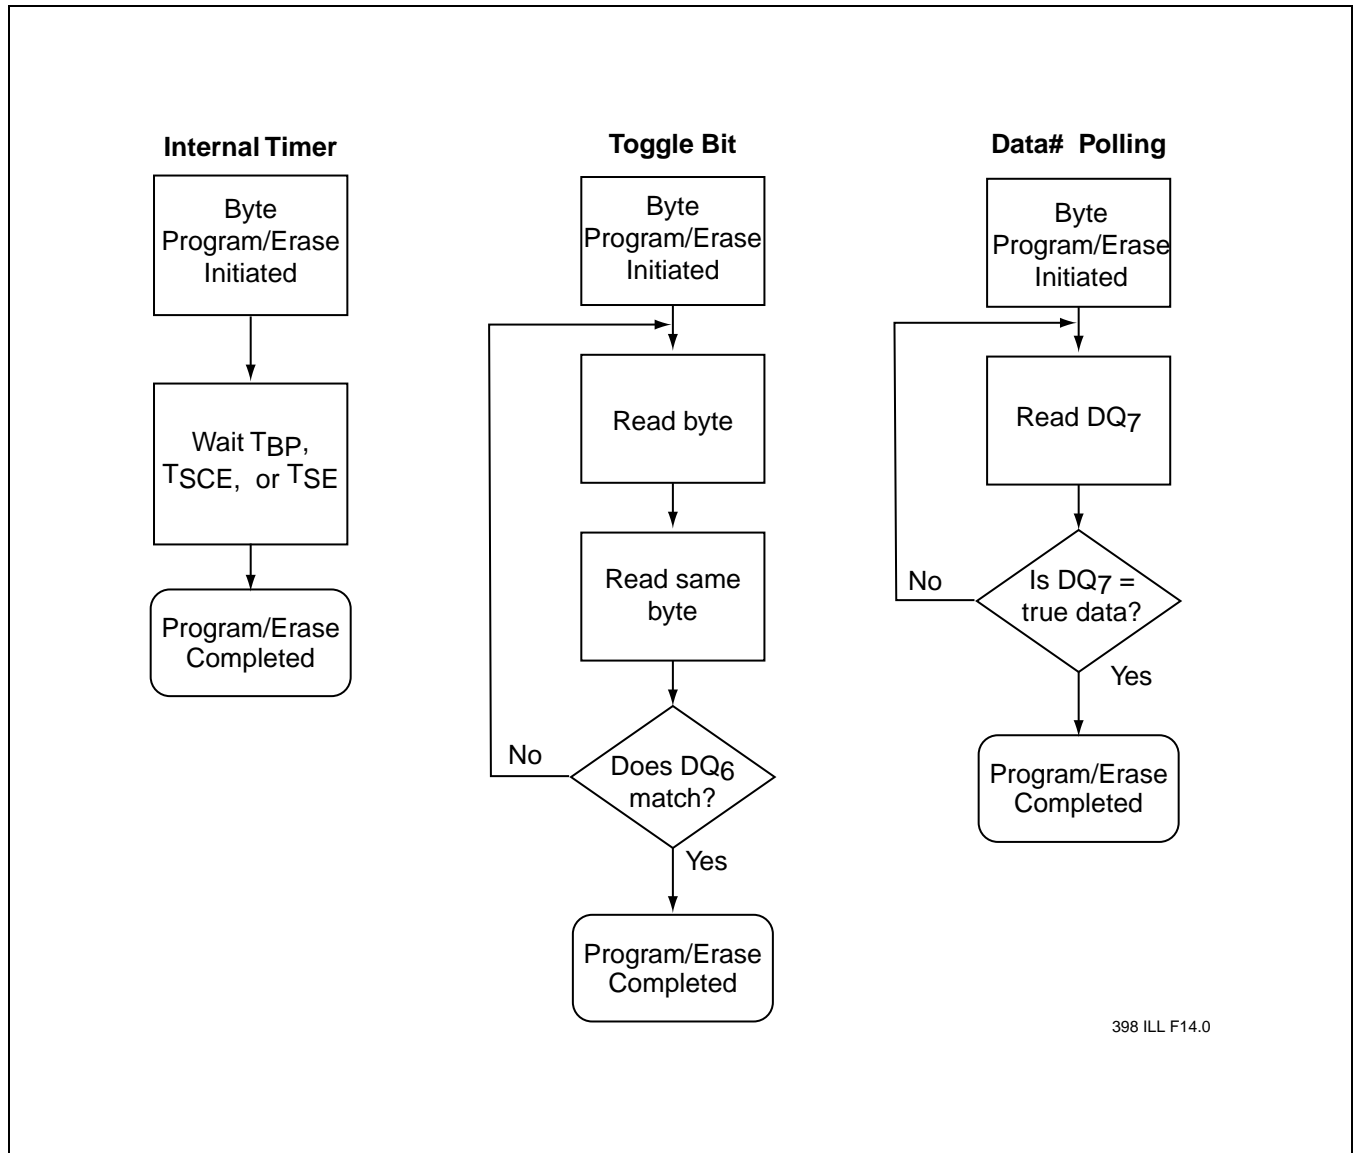 Internal Timer
Byte
Program/Erase
Initiated
Wait TBP,
TSCE, or TSE
Program/Erase
Completed
Toggle Bit
Byte
Program/Erase
Initiated
Read byte
Read same
byte
No
Does DQ6
match?
Yes
Program/Erase
Completed
Data# Polling
Byte
Program/Erase
Initiated
Read DQ7
No
Is DQ7 =
true data?
Yes
Program/Erase
Completed
398 ILL F14.0